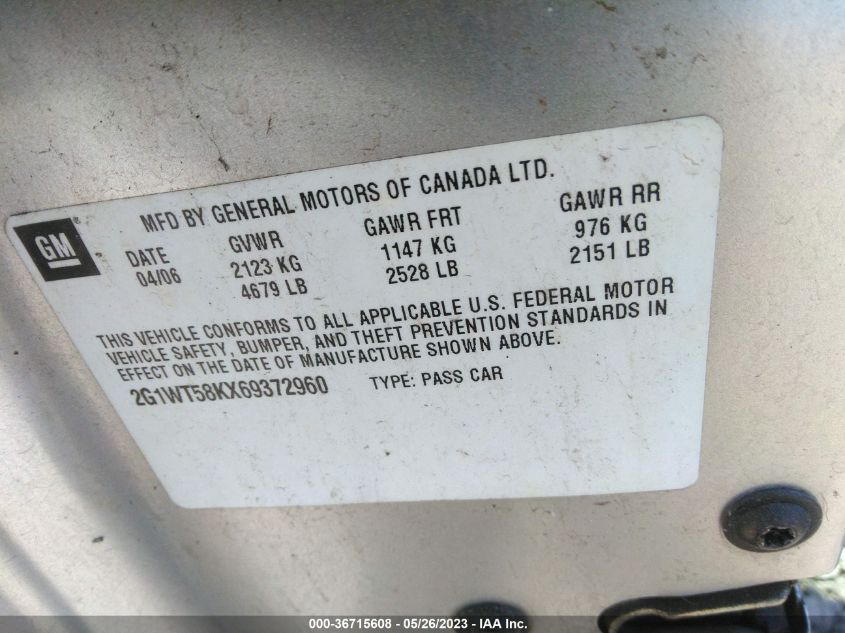 MFD BY GENERAL MOTORS OF CANADA LTD.
GM
DATE GVWR GAWR FRT GAWR RR
04/06 2123 KG 1147 KG 976 KG
4679 LB 2528 LB 2151 LB
THIS VEHICLE CONFORMS TO ALL APPLICABLE U.S. FEDERAL MOTOR
VEHICLE SAFETY, BUMPER, AND THEFT PREVENTION STANDARDS IN
EFFECT ON THE DATE OF MANUFACTURE SHOWN ABOVE.
2G1WT58KX69372960 TYPE: PASS CAR
000-36715608 - 05/26/2023 - IAA Inc.